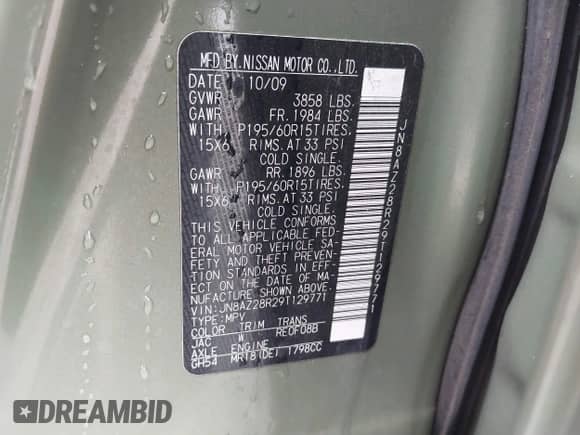 MFD BY.NISSAN MOTOR CO.,LTD.
DATE 10/09
GVWR 3858 LBS.
GAWR FR. 1984 LBS.
WITH P195/60R15TIRES.
15X6 RIMS. AT 33 PSI
COLD SINGLE.
GAWR RR. 1896 LBS.
WITH P195/60R15TIRES.
15X6 RIMS. AT 33 PSI
COLD SINGLE.
THIS VEHICLE CONFORMS
TO ALL APPLICABLE FED-
ERAL MOTOR VEHICLE SA-
FETY AND THEFT PREVEN-
TION STANDARDS IN EFF-
ECT ON THE DATE OF MA-
NUFACTURE SHOWN ABOVE.
VIN:JN8AZ28R29T129771
TYPE:MPV
COLOR TRIM TRANS
JAC W RE0F08B
AXLE ENGINE
GH54 MRT8(DE) 1798CC
JN8AZ28R29T129771
DREAMBID